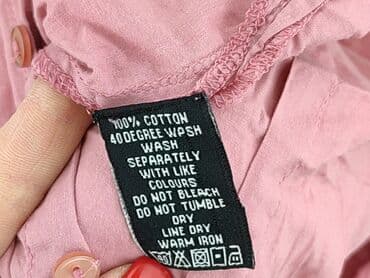 100% COTTON
40 DEGREE WASH
WASH
SEPARATELY
WITH LIKE
COLOURS
DO NOT BLEACH
DO NOT TUMBLE
DRY
LINE DRY
WARM IRON